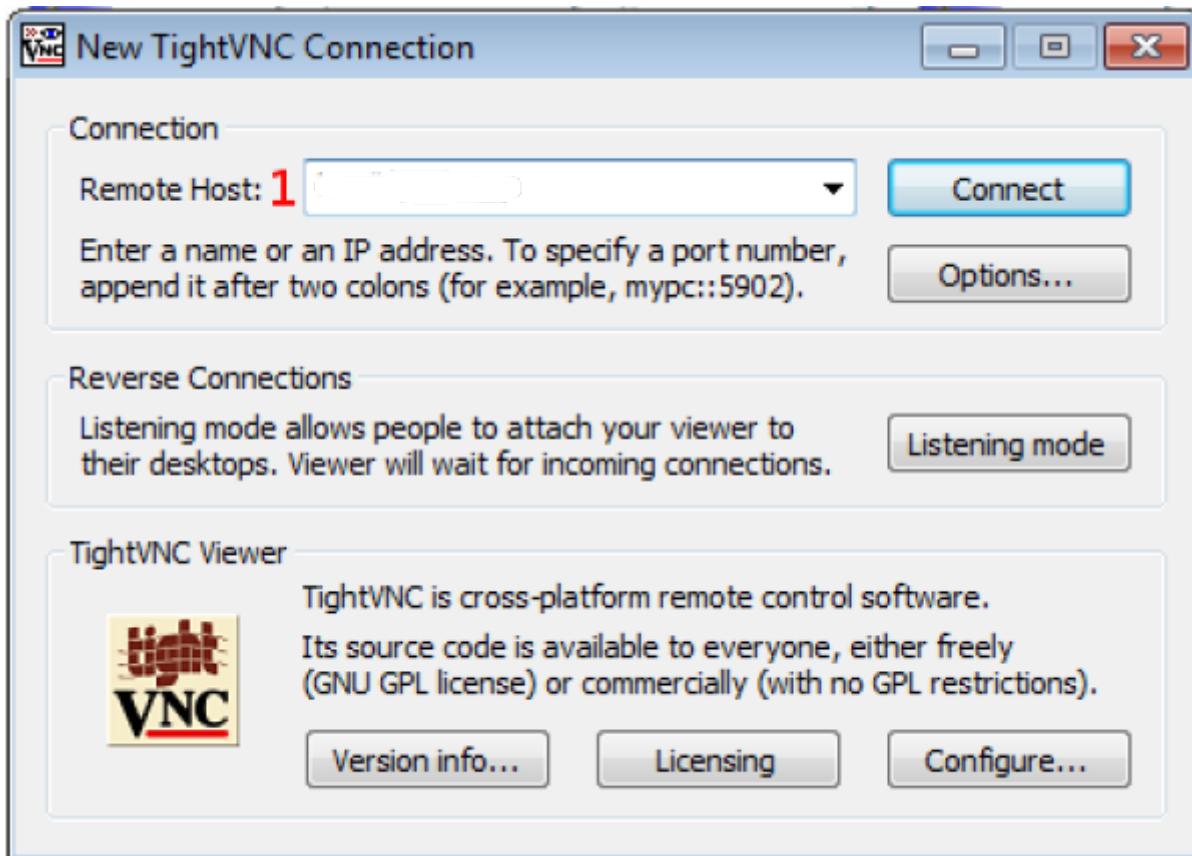 New TightVNC Connection
Connection
Remote Host: 1
Connect
Enter a name or an IP address. To specify a port number,
append it after two colons (for example, mypc::5902).
Options...
Reverse Connections
Listening mode allows people to attach your viewer to
their desktops. Viewer will wait for incoming connections.
Listening mode
TightVNC Viewer
TightVNC is cross-platform remote control software.
Its source code is available to everyone, either freely
(GNU GPL license) or commercially (with no GPL restrictions).
tight
VNC
Version info...
Licensing
Configure...